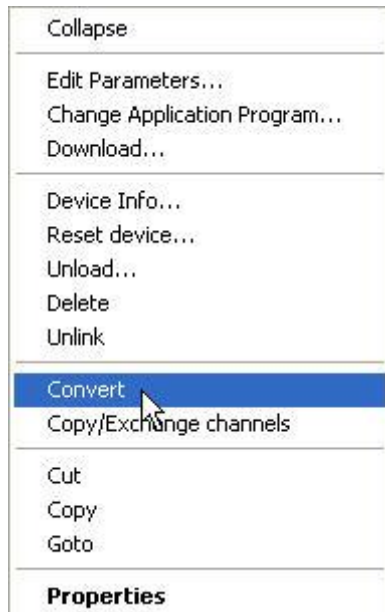 Collapse
Edit Parameters...
Change Application Program...
Download...
Device Info...
Reset device...
Unload...
Delete
Unlink
Convert
Copy/Exchange channels
Cut
Copy
Goto
Properties